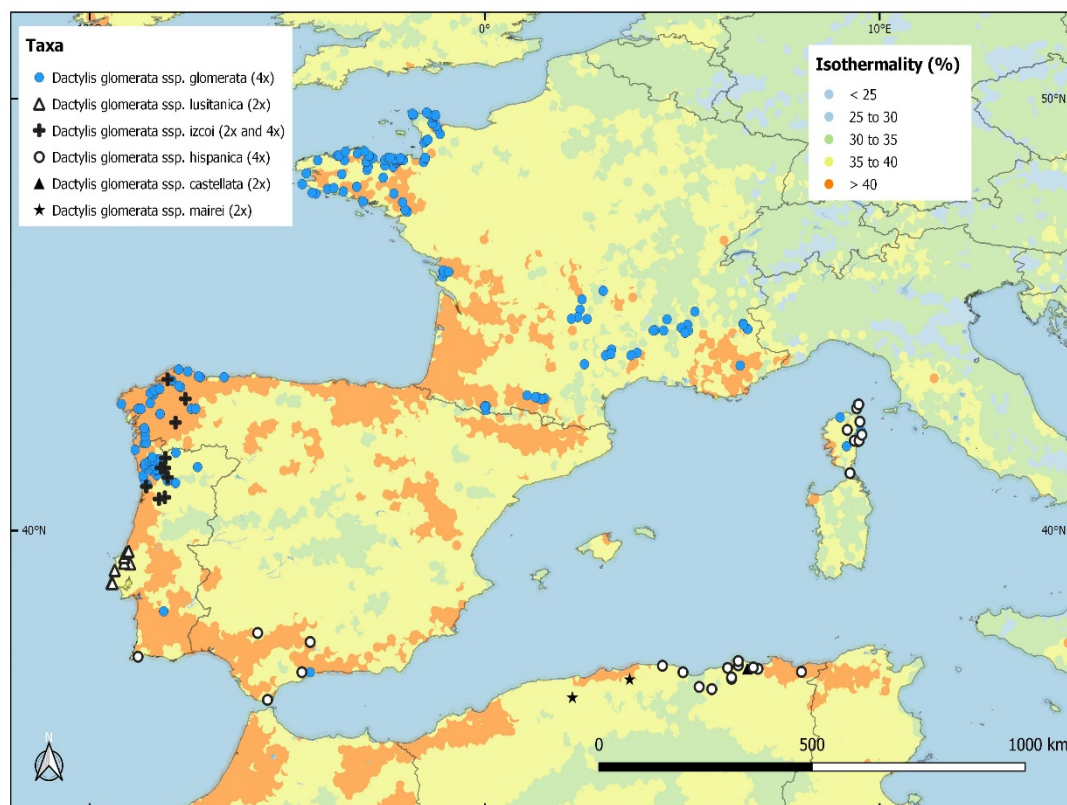 0°
10°E
Taxa
Dactylis glomerata ssp. glomerata (4x)
Dactylis glomerata ssp. lusitanica (2x)
Dactylis glomerata ssp. izcoi (2x and 4x)
Dactylis glomerata ssp. hispanica (4x)
Dactylis glomerata ssp. castellata (2x)
Dactylis glomerata ssp. mairei (2x)
Isothermality (%)
< 25
25 to 30
30 to 35
35 to 40
> 40
50°N
40°N
40°N
0
500
1000 km